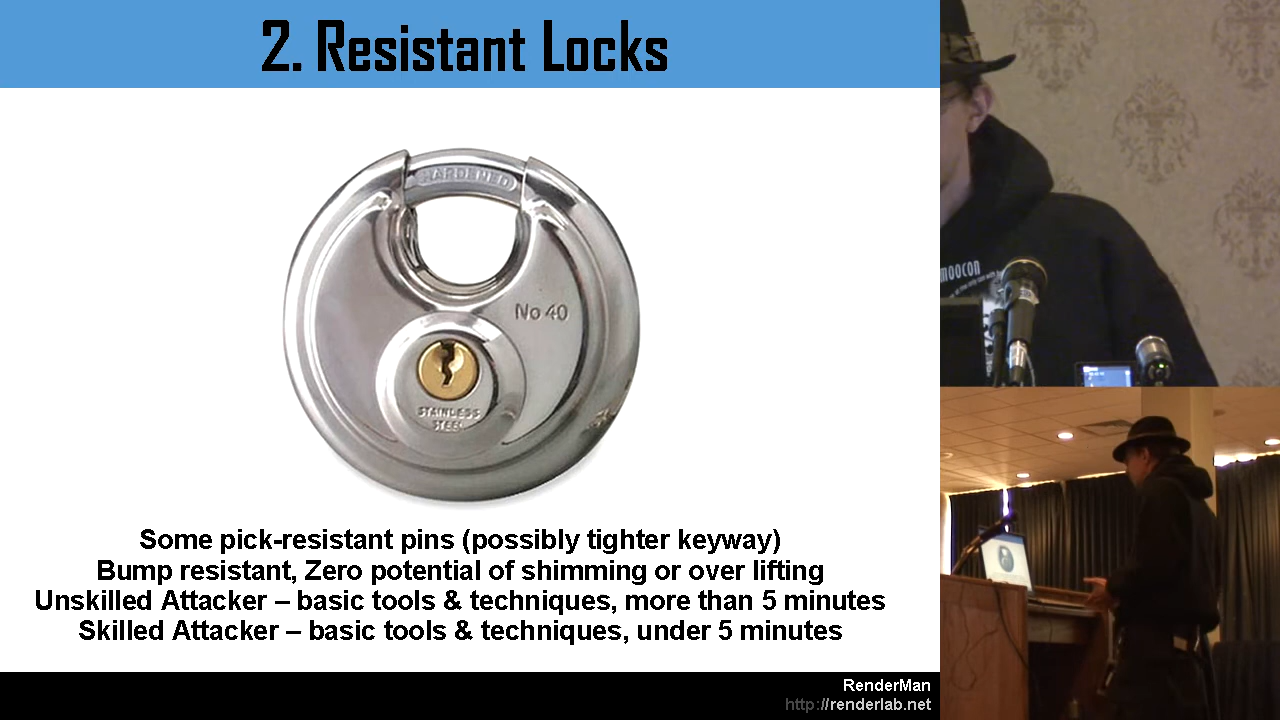 2. Resistant Locks
HARDENED
No 40
STAINLESS
STEEL
Some pick-resistant pins (possibly tighter keyway)
Bump resistant, Zero potential of shimming or over lifting
Unskilled Attacker – basic tools & techniques, more than 5 minutes
Skilled Attacker – basic tools & techniques, under 5 minutes
RenderMan
http://renderlab.net
MOOCON